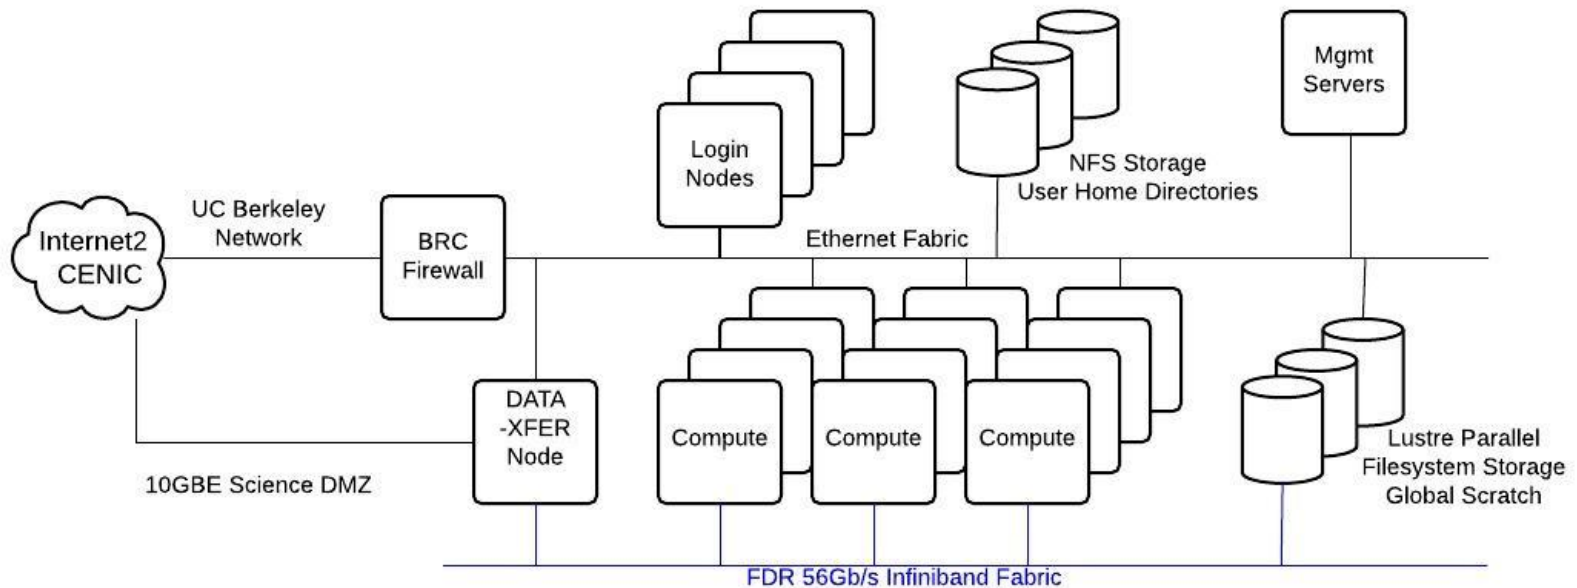 Mgmt
Servers
Login
Nodes
NFS Storage
User Home Directories
UC Berkeley
Network
Internet2
CENIC
BRC
Firewall
Ethernet Fabric
DATA
-XFER
Node
Compute
Compute
Compute
Lustre Parallel
Filesystem Storage
Global Scratch
10GBE Science DMZ
FDR 56Gb/s Infiniband Fabric